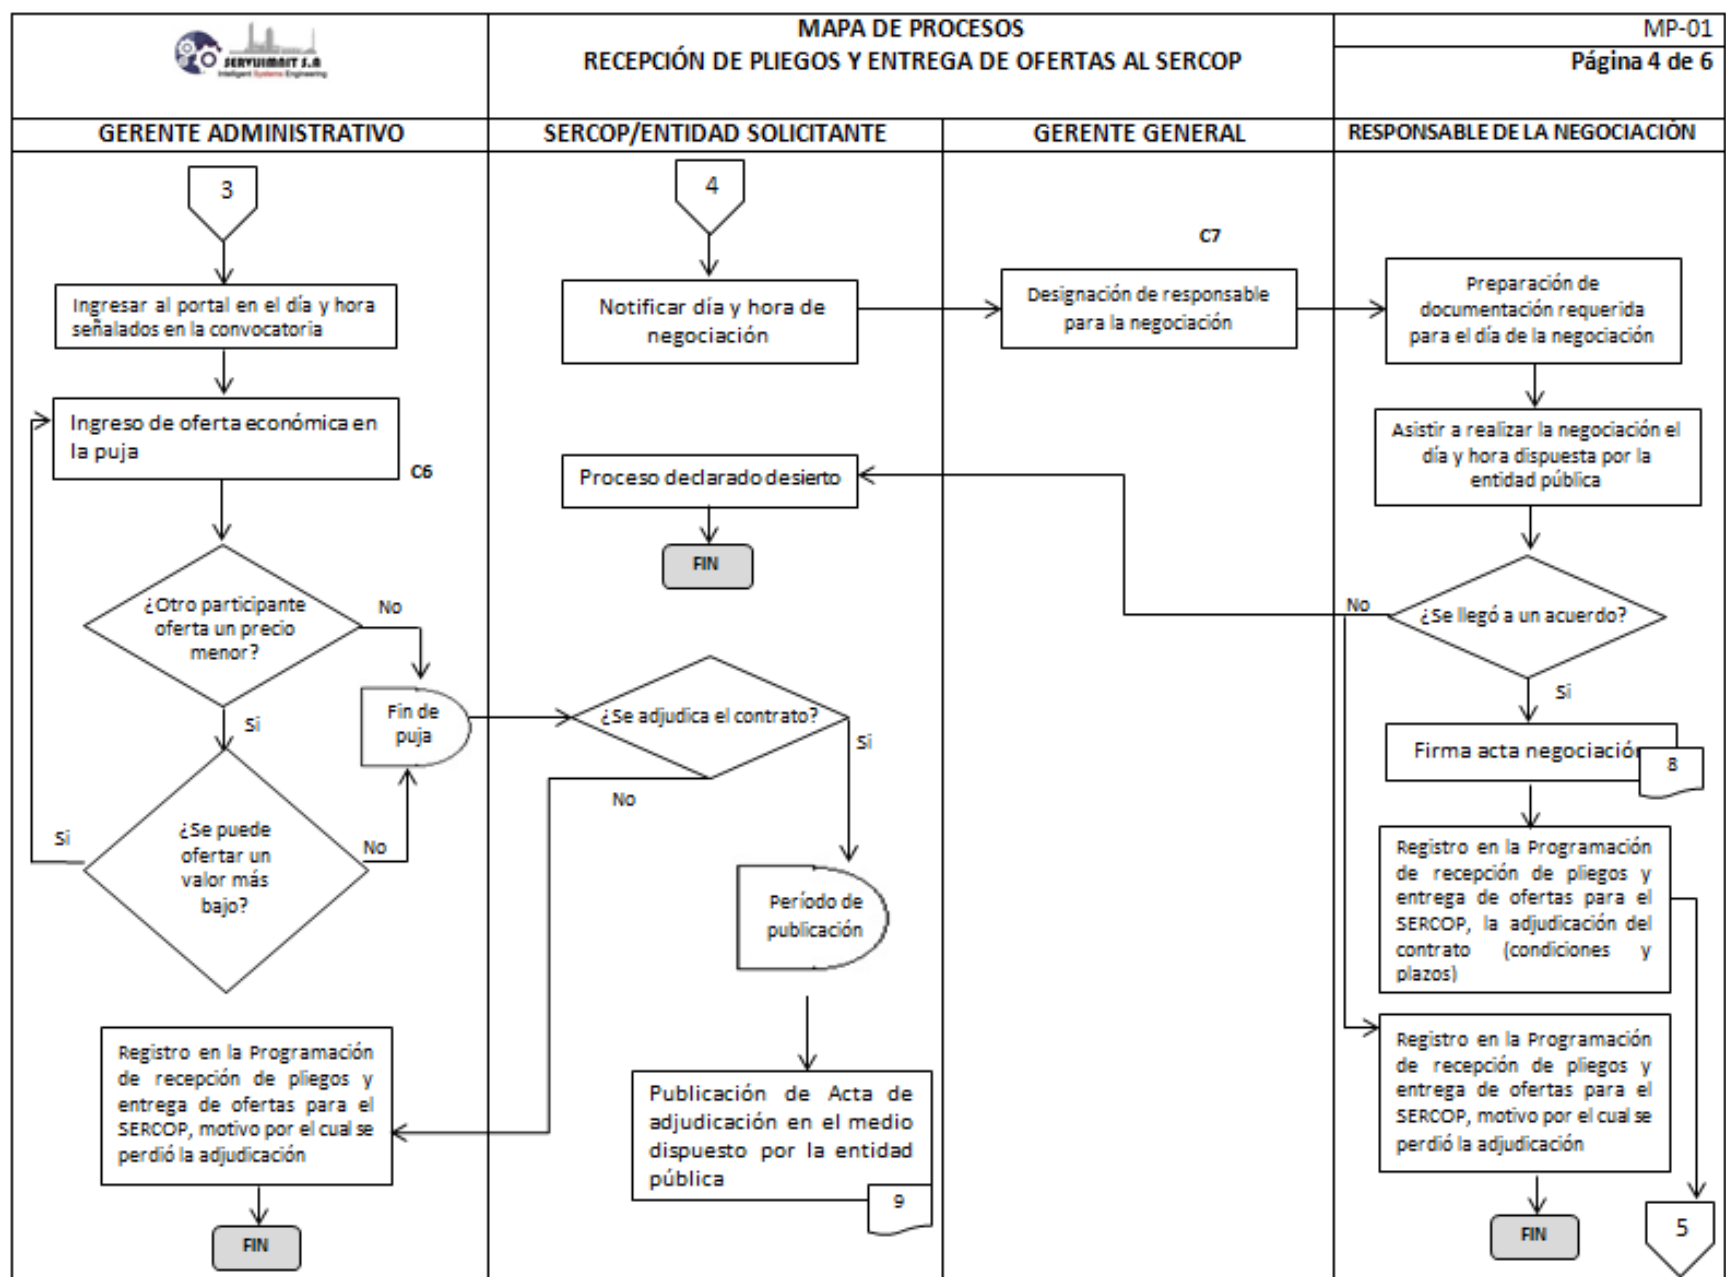 SERVUIMNIT S.A
Intelligent Systems Engineering
MAPA DE PROCESOS
RECEPCIÓN DE PLIEGOS Y ENTREGA DE OFERTAS AL SERCOP
MP-01
Página 4 de 6
GERENTE ADMINISTRATIVO
SERCOP/ENTIDAD SOLICITANTE
GERENTE GENERAL
RESPONSABLE DE LA NEGOCIACIÓN
3
Ingresar al portal en el día y hora
señalados en la convocatoria
Ingreso de oferta económica en
la puja
C6
¿Otro participante
oferta un precio
menor?
No
Si
Fin de
puja
¿Se puede
ofertar un
valor más
bajo?
Si
No
Registro en la Programación
de recepción de pliegos y
entrega de ofertas para el
SERCOP, motivo por el cual se
perdió la adjudicación
FIN
4
Notificar día y hora de
negociación
Proceso declarado desierto
FIN
¿Se adjudica el contrato?
Si
No
Período de
publicación
Publicación de Acta de
adjudicación en el medio
dispuesto por la entidad
pública
9
C7
Designación de responsable
para la negociación
Preparación de
documentación requerida
para el día de la negociación
Asistir a realizar la negociación el
día y hora dispuesta por la
entidad pública
¿Se llegó a un acuerdo?
No
Si
Firma acta negociación
8
Registro en la Programación
de recepción de pliegos y
entrega de ofertas para el
SERCOP, la adjudicación del
contrato (condiciones y
plazos)
Registro en la Programación
de recepción de pliegos y
entrega de ofertas para el
SERCOP, motivo por el cual se
perdió la adjudicación
FIN
5